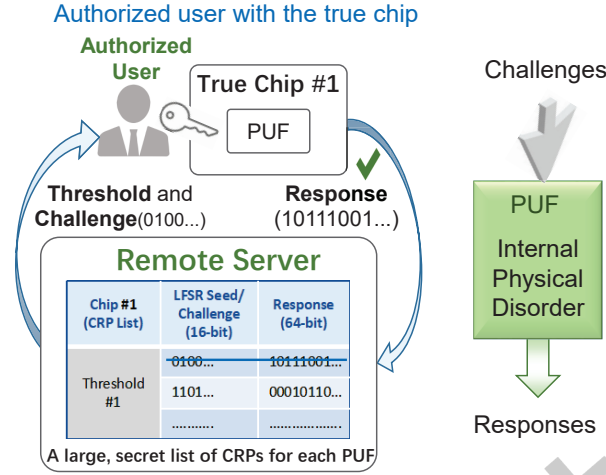 Authorized user with the true chip
Authorized
User
True Chip #1
PUF
Threshold and
Challenge(0100...)
Response
(10111001...)
Remote Server
Chip #1
(CRP List)
LFSR Seed/
Challenge
(16-bit)
Response
(64-bit)
Threshold
#1
0100... 10111001...
1101... 00010110...
........... ..................
A large, secret list of CRPs for each PUF
Challenges
PUF
Internal
Physical
Disorder
Responses